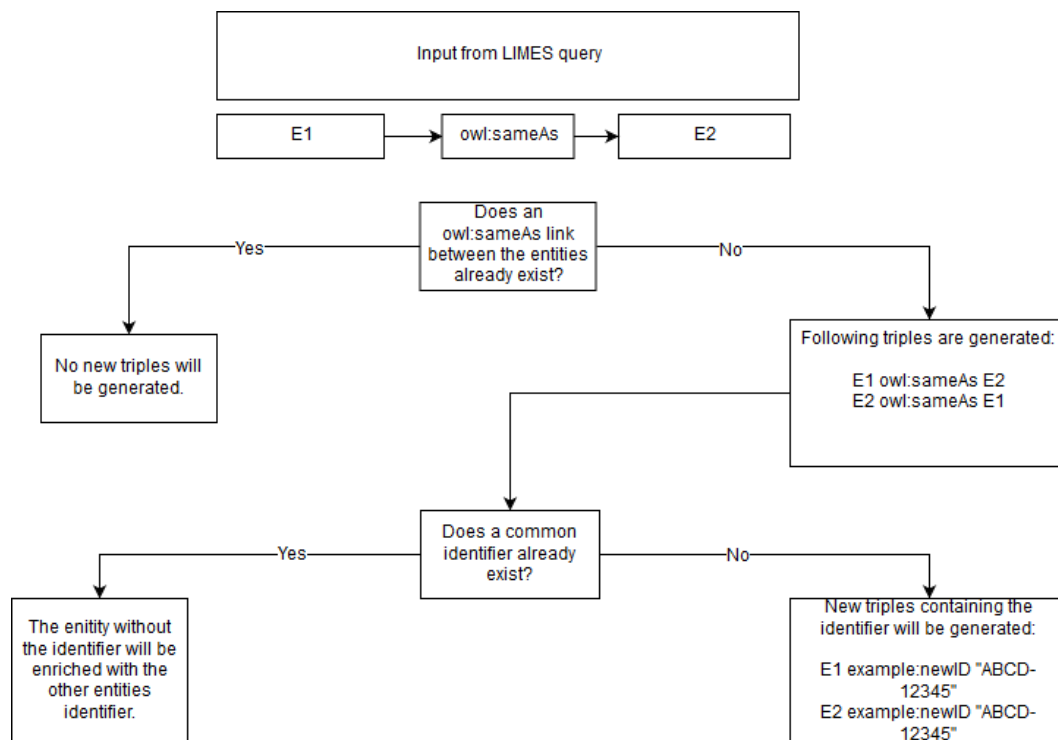 Input from LIMES query
E1
owl:sameAs
E2
Does an
owl:sameAs link
between the entities
already exist?
Yes
No
No new triples will
be generated.
Following triples are generated:
E1 owl:sameAs E2
E2 owl:sameAs E1
Does a common
identifier already
exist?
Yes
No
The enitity without
the identifier will be
enriched with the
other entities
identifier.
New triples containing the
identifier will be generated:
E1 example:newID "ABCD-
12345"
E2 example:newID "ABCD-
12345"